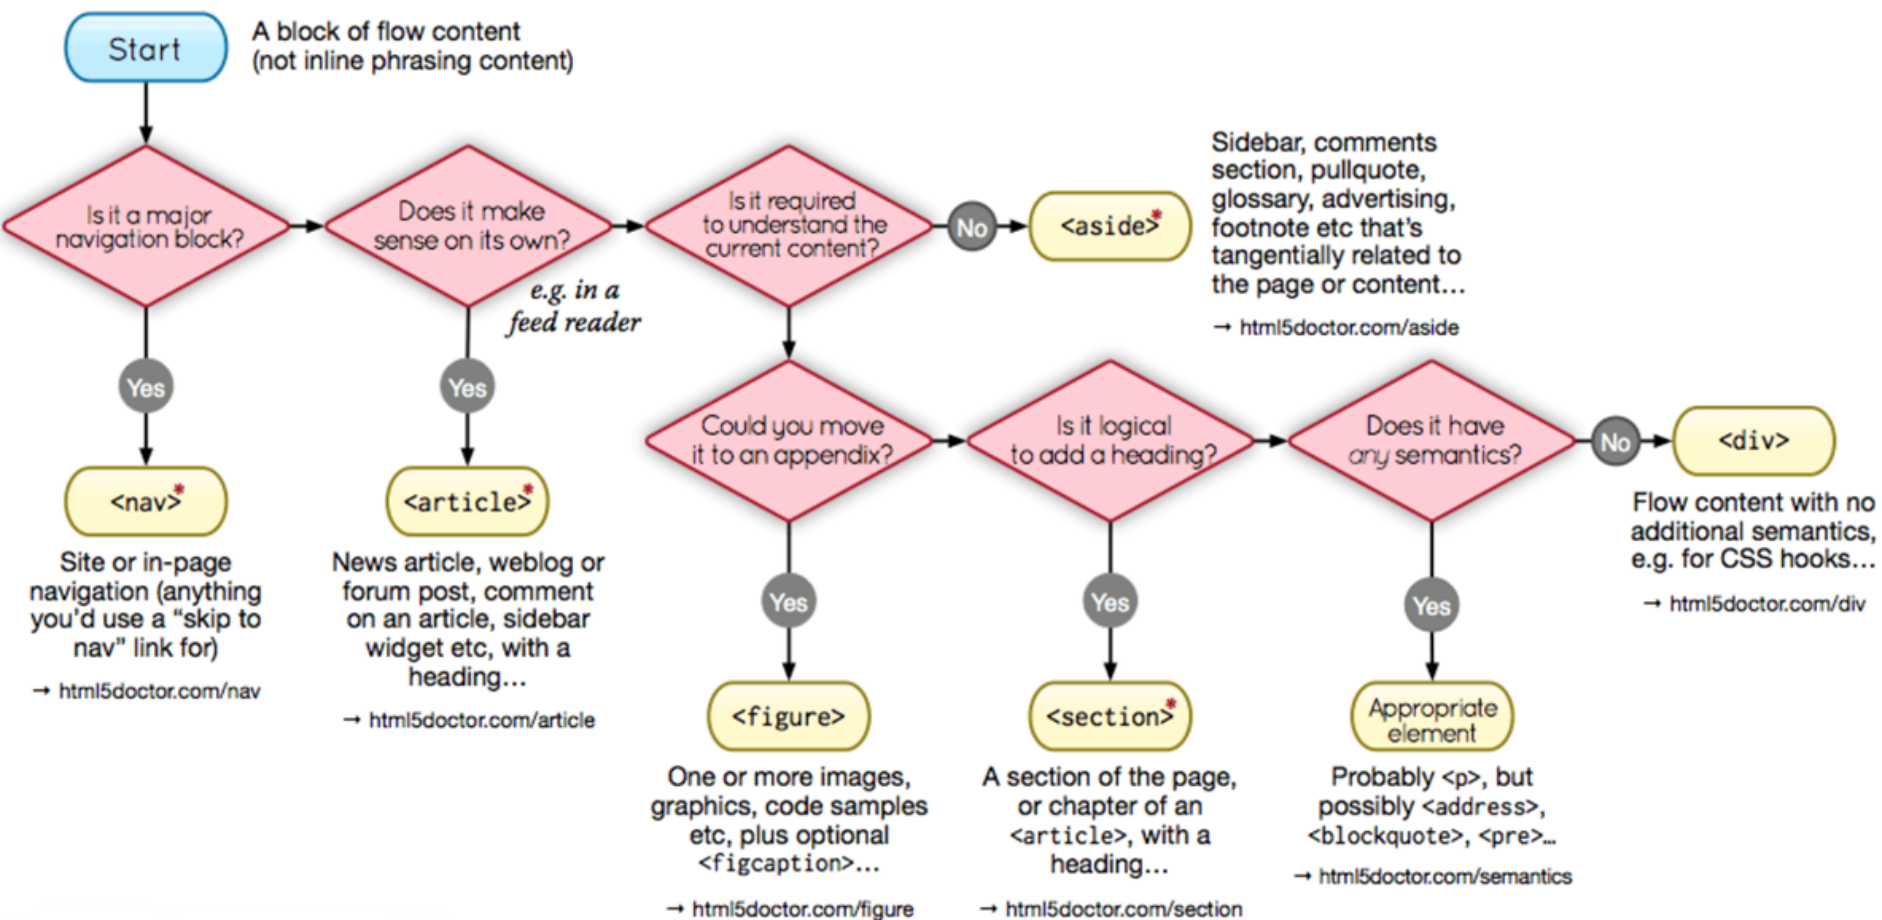 Start
A block of flow content
(not inline phrasing content)
Is it a major
navigation block?
Does it make
sense on its own?
e.g. in a
feed reader
Is it required
to understand the
current content?
No
<aside>*
Sidebar, comments
section, pullquote,
glossary, advertising,
footnote etc that's
tangentially related to
the page or content...
→ html5doctor.com/aside
Yes
<nav>*
Site or in-page
navigation (anything
you'd use a “skip to
nav” link for)
→ html5doctor.com/nav
Yes
<article>*
News article, weblog or
forum post, comment
on an article, sidebar
widget etc, with a
heading...
→ html5doctor.com/article
Could you move
it to an appendix?
Is it logical
to add a heading?
Does it have
any semantics?
No
<div>
Flow content with no
additional semantics,
e.g. for CSS hooks...
→ html5doctor.com/div
Yes
<figure>
One or more images,
graphics, code samples
etc, plus optional
<figcaption>...
→ html5doctor.com/figure
Yes
<section>*
A section of the page,
or chapter of an
<article>, with a
heading...
→ html5doctor.com/section
Yes
Appropriate
element
Probably <p>, but
possibly <address>,
<blockquote>, <pre>...
→ html5doctor.com/semantics